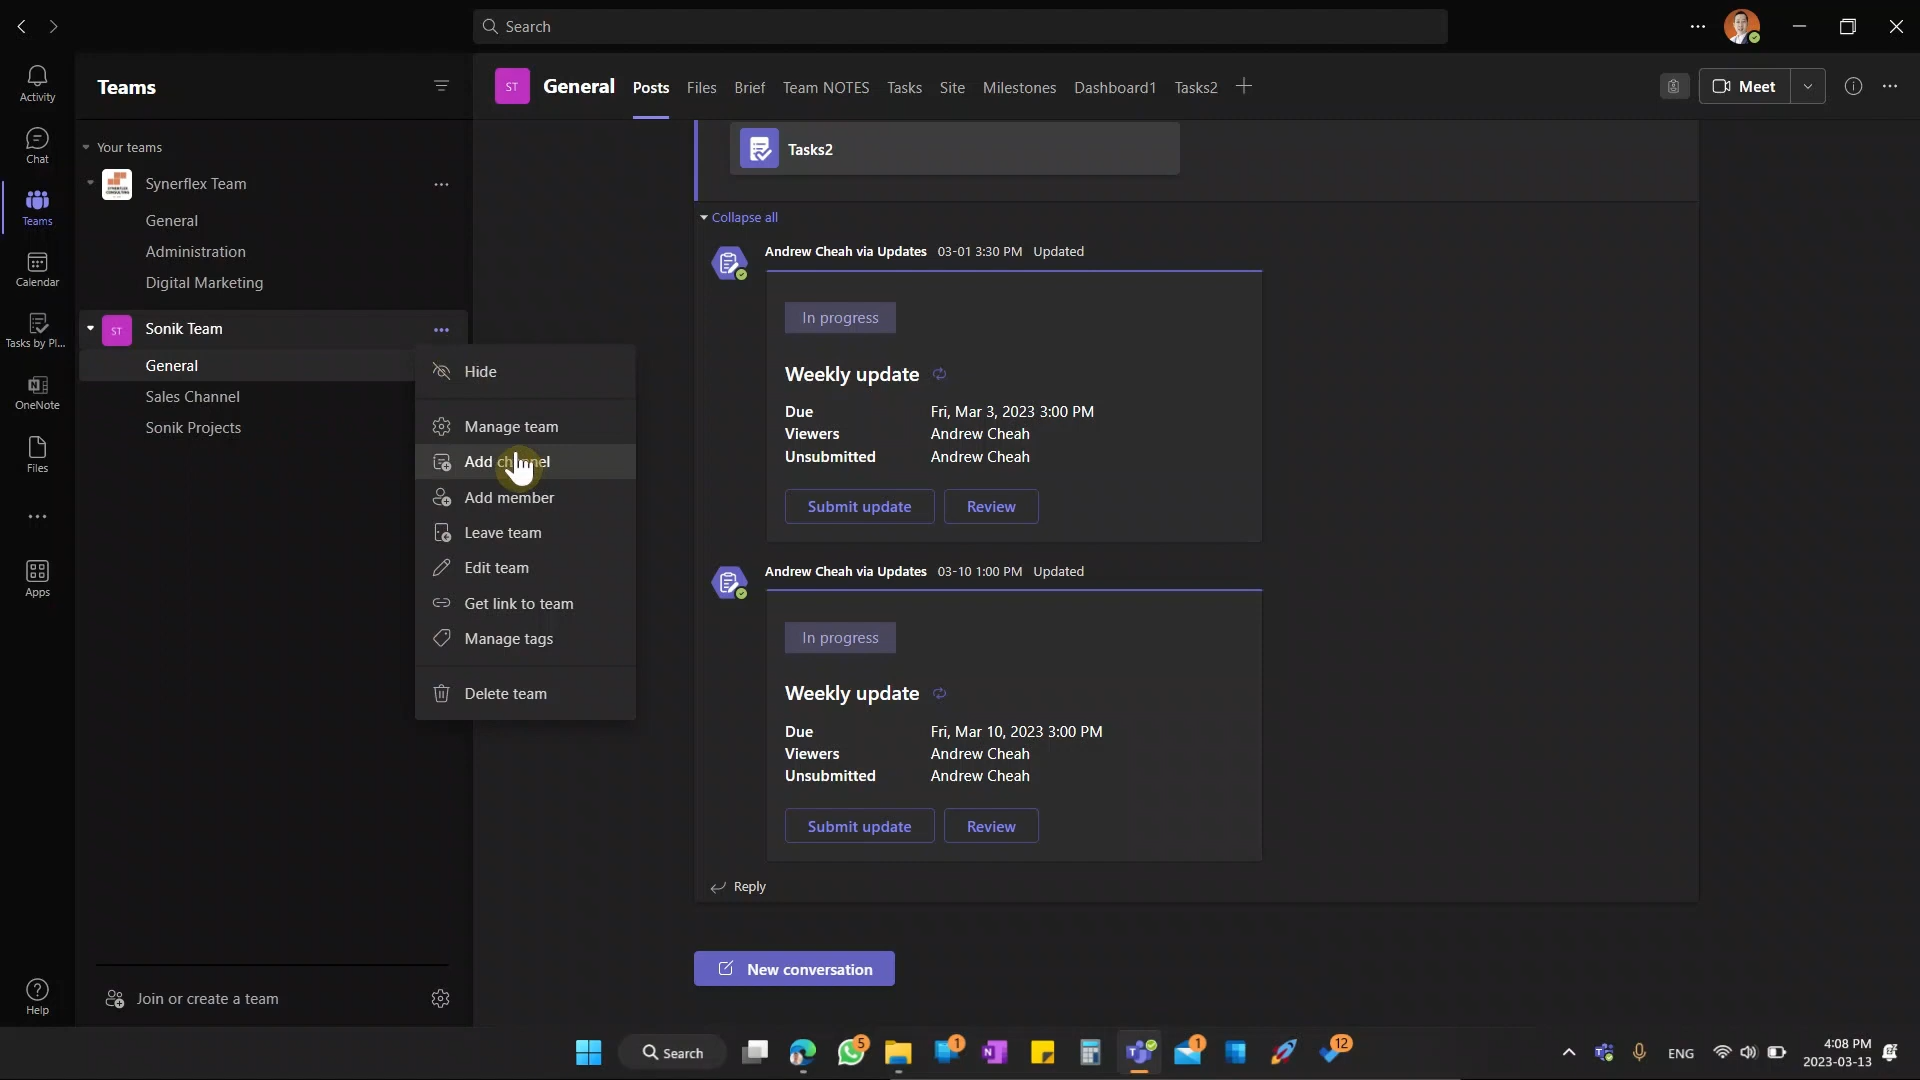 Search
Activity
Chat
Teams
Calendar
Tasks by Pl...
OneNote
Files
Apps
Help
Teams
Your teams
Synerflex Team
General
Administration
Digital Marketing
ST
Sonik Team
General
Sales Channel
Sonik Projects
Join or create a team
Hide
Manage team
Add channel
Add member
Leave team
Edit team
Get link to team
Manage tags
Delete team
ST General Posts Files Brief Team NOTES Tasks Site Milestones Dashboard1 Tasks2
Meet
Tasks2
Collapse all
Andrew Cheah via Updates 03-01 3:30 PM Updated
In progress
Weekly update
Due Fri, Mar 3, 2023 3:00 PM
Viewers Andrew Cheah
Unsubmitted Andrew Cheah
Submit update Review
Andrew Cheah via Updates 03-10 1:00 PM Updated
In progress
Weekly update
Due Fri, Mar 10, 2023 3:00 PM
Viewers Andrew Cheah
Unsubmitted Andrew Cheah
Submit update Review
Reply
New conversation
Search
5
1
1
12
ENG
4:08 PM
2023-03-13